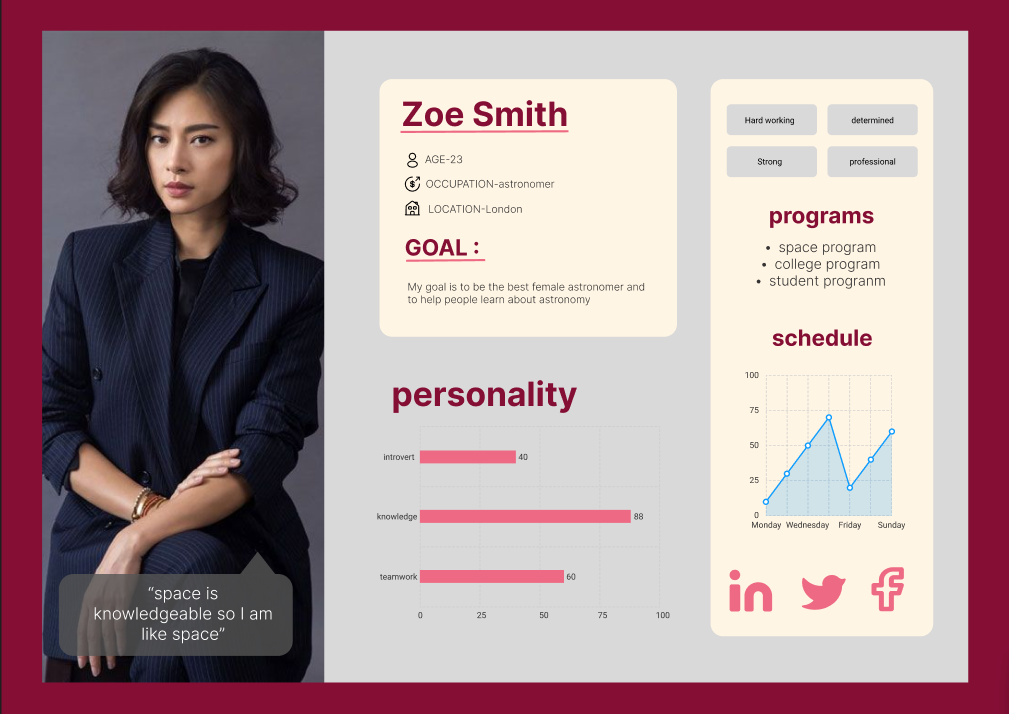 Zoe Smith
AGE-23
OCCUPATION-astronomer
LOCATION-London
GOAL :
My goal is to be the best female astronomer and
to help people learn about astronomy
personality
introvert 40
knowledge 88
teamwork 60
0 25 50 75 100
“space is
knowledgeable so I am
like space”
Hard working determined
Strong professional
programs
• space program
• college program
• student progranm
schedule
100
75
50
25
0
Monday Wednesday Friday Sunday
in f